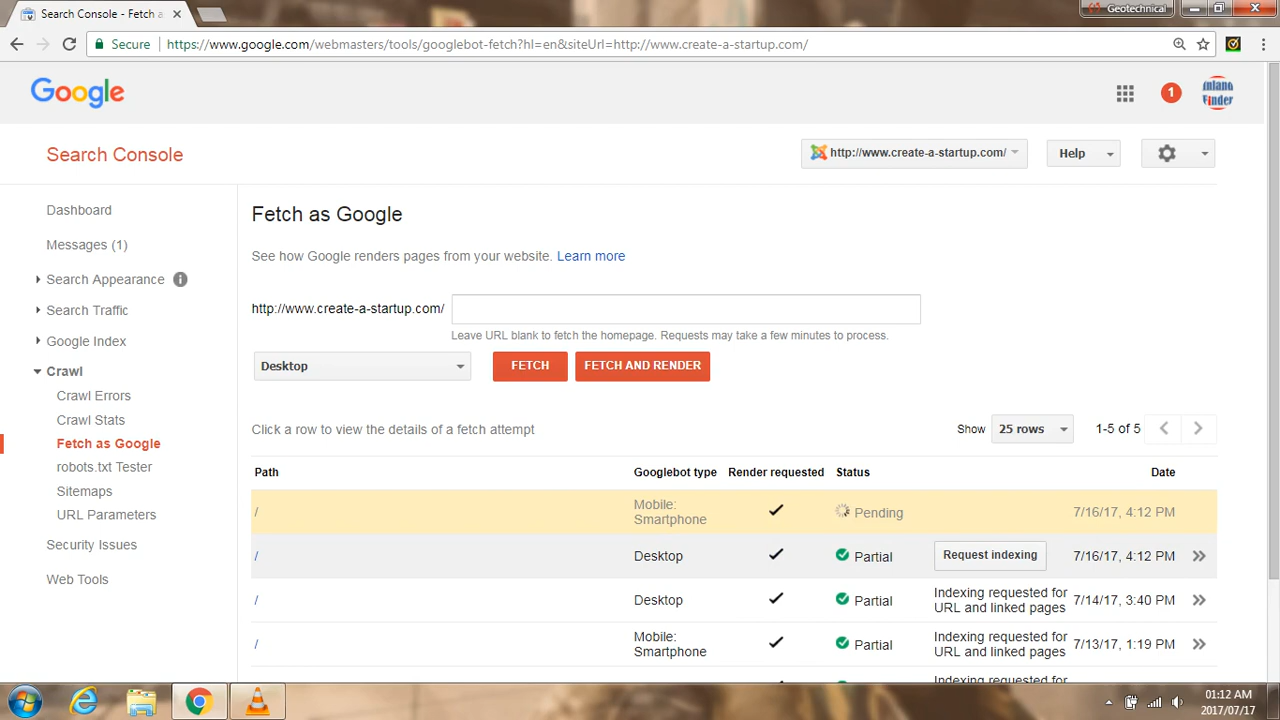 Search Console - Fetch a
Geotechnical
Secure
https://www.google.com/webmasters/tools/googlebot-fetch?hl=en&siteUrl=http://www.create-a-startup.com/
Google
1
Inland
Finder
Search Console
http://www.create-a-startup.com/
Help
Dashboard
Messages (1)
Search Appearance
Search Traffic
Google Index
Crawl
Crawl Errors
Crawl Stats
Fetch as Google
robots.txt Tester
Sitemaps
URL Parameters
Security Issues
Web Tools
Fetch as Google
See how Google renders pages from your website. Learn more
http://www.create-a-startup.com/
Leave URL blank to fetch the homepage. Requests may take a few minutes to process.
Desktop
FETCH
FETCH AND RENDER
Click a row to view the details of a fetch attempt
Show 25 rows 1-5 of 5
Path Googlebot type Render requested Status Date
/ Mobile: Smartphone Pending 7/16/17, 4:12 PM
/ Desktop Partial Request indexing 7/16/17, 4:12 PM
/ Desktop Partial Indexing requested for URL and linked pages 7/14/17, 3:40 PM
/ Mobile: Smartphone Partial Indexing requested for URL and linked pages 7/13/17, 1:19 PM
01:12 AM
2017/07/17